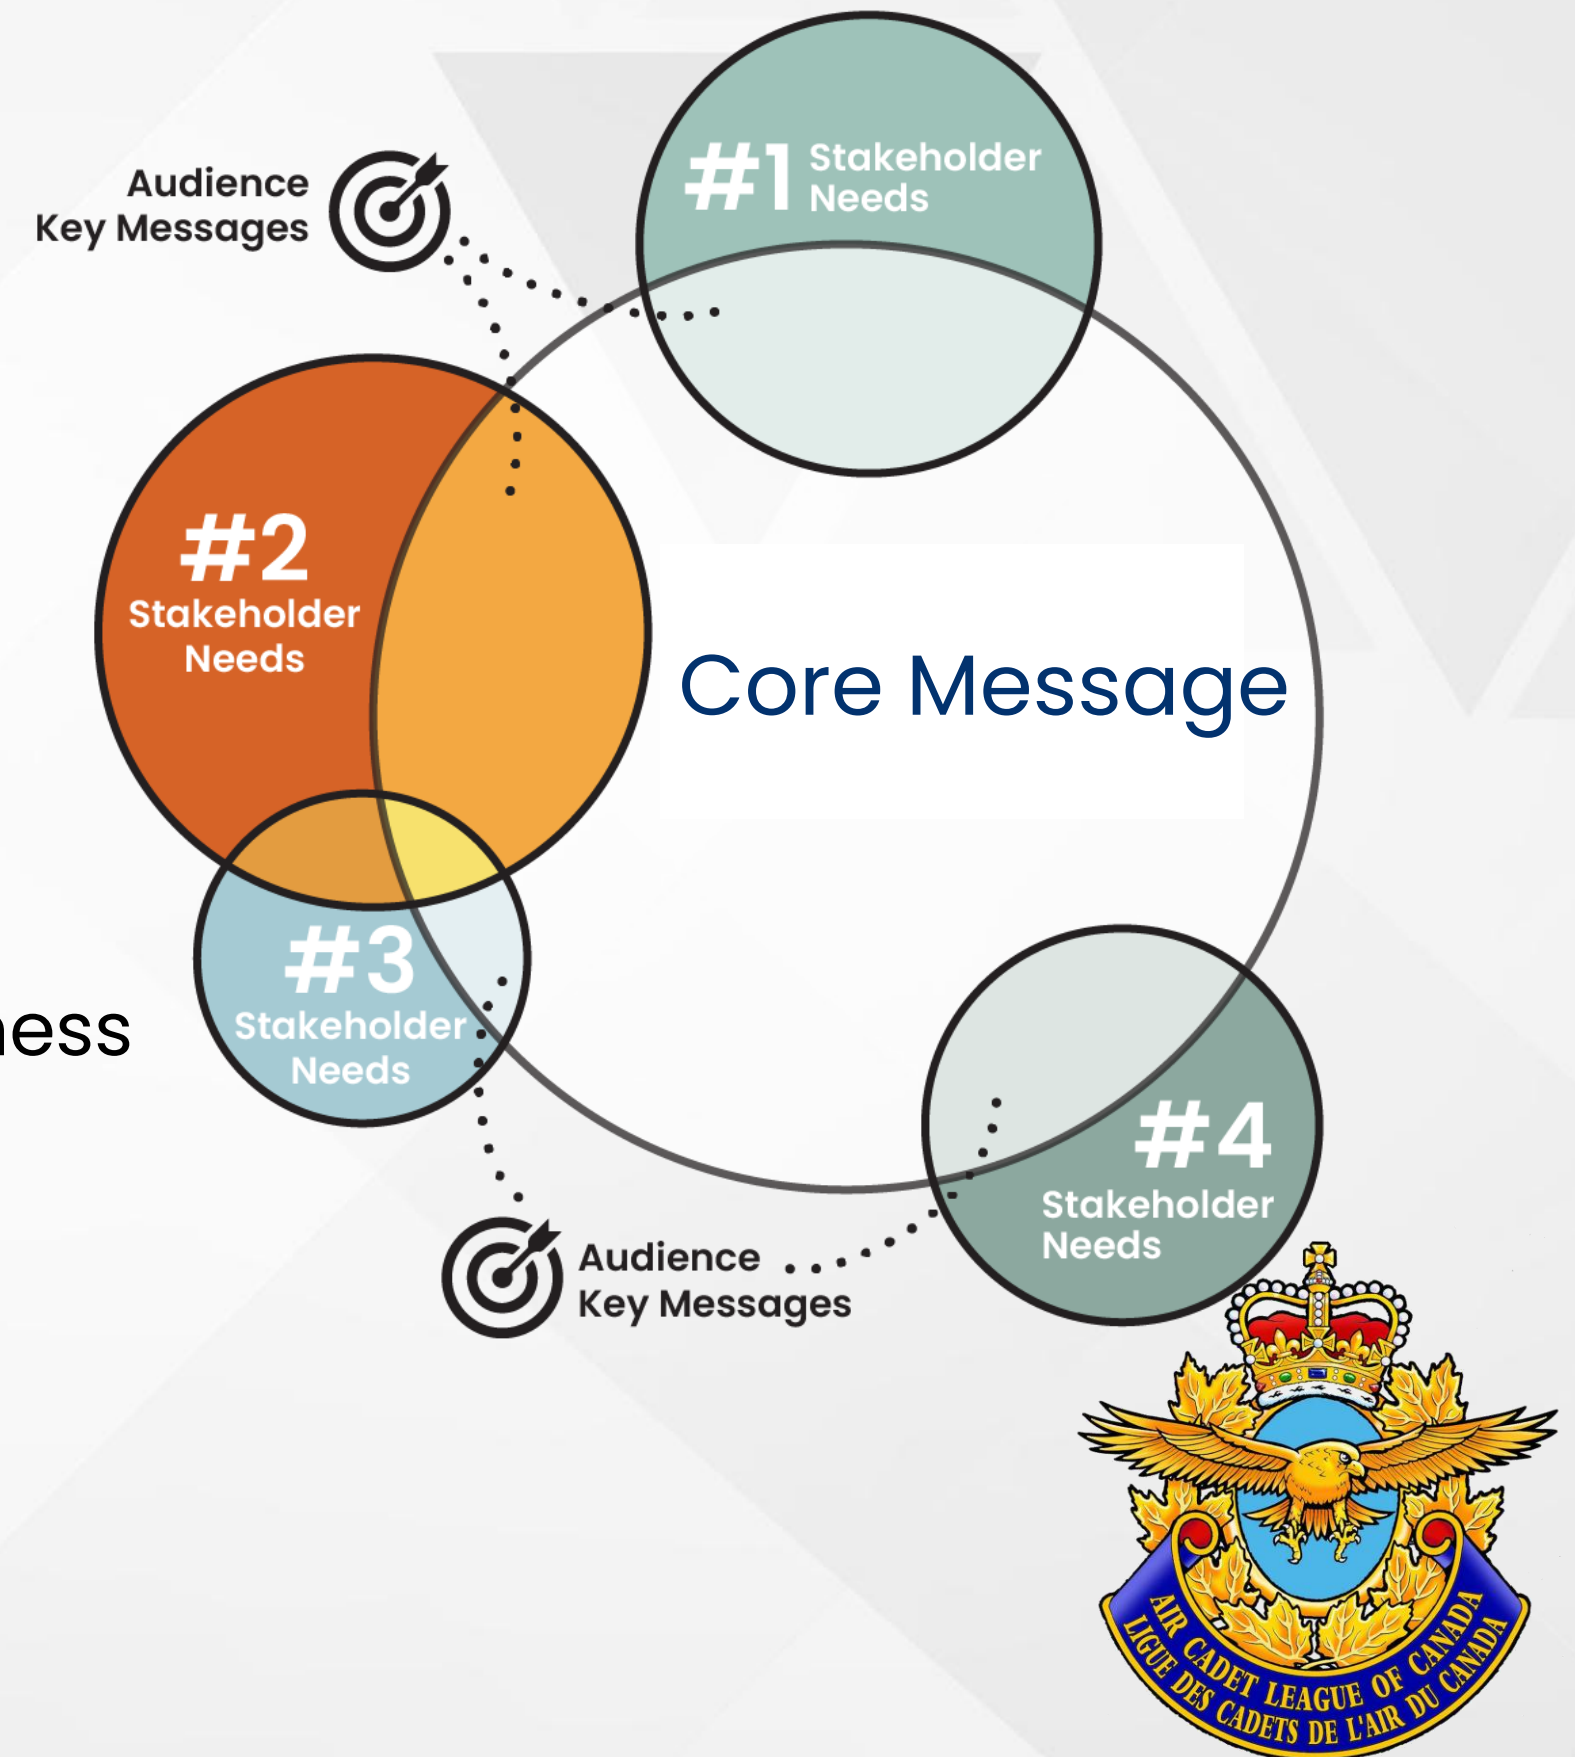 #1 Stakeholder
Needs
Audience
Key Messages
#2
Stakeholder
Needs
Core Message
#3
Stakeholder
Needs
ness
#4
Stakeholder
Needs
Audience
Key Messages
AIR CADET LEAGUE OF CANADA
LIGUE DES CADETS DE L'AIR DU CANADA